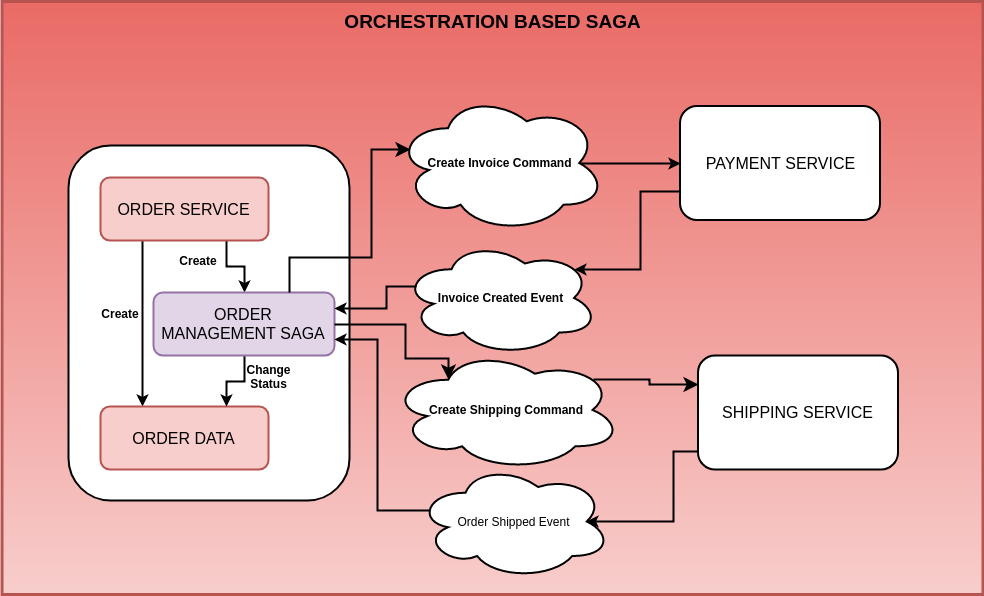 ORCHESTRATION BASED SAGA
Create Invoice Command
PAYMENT SERVICE
ORDER SERVICE
Create
Create
ORDER
MANAGEMENT SAGA
Invoice Created Event
Change
Status
Create Shipping Command
SHIPPING SERVICE
ORDER DATA
Order Shipped Event